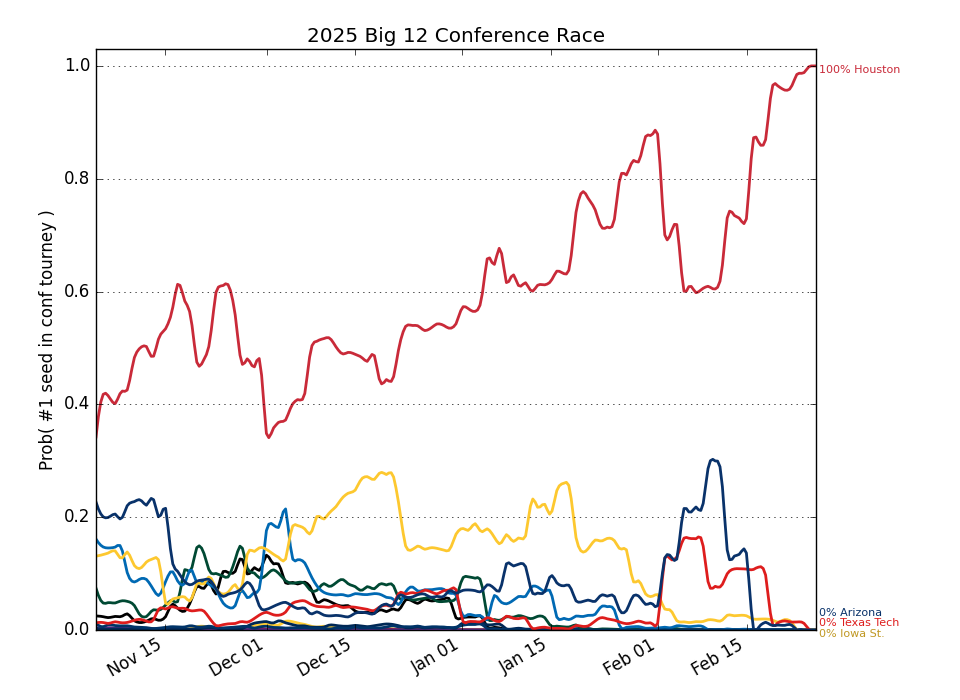 2025 Big 12 Conference Race
Prob( #1 seed in conf tourney )
1.0
0.8
0.6
0.4
0.2
0.0
Nov 15
Dec 01
Dec 15
Jan 01
Jan 15
Feb 01
Feb 15
100% Houston
0% Arizona
0% Texas Tech
0% Iowa St.